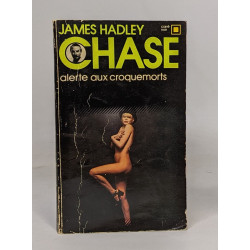 JAMES HADLEY
CHASE
alerte aux croquemorts